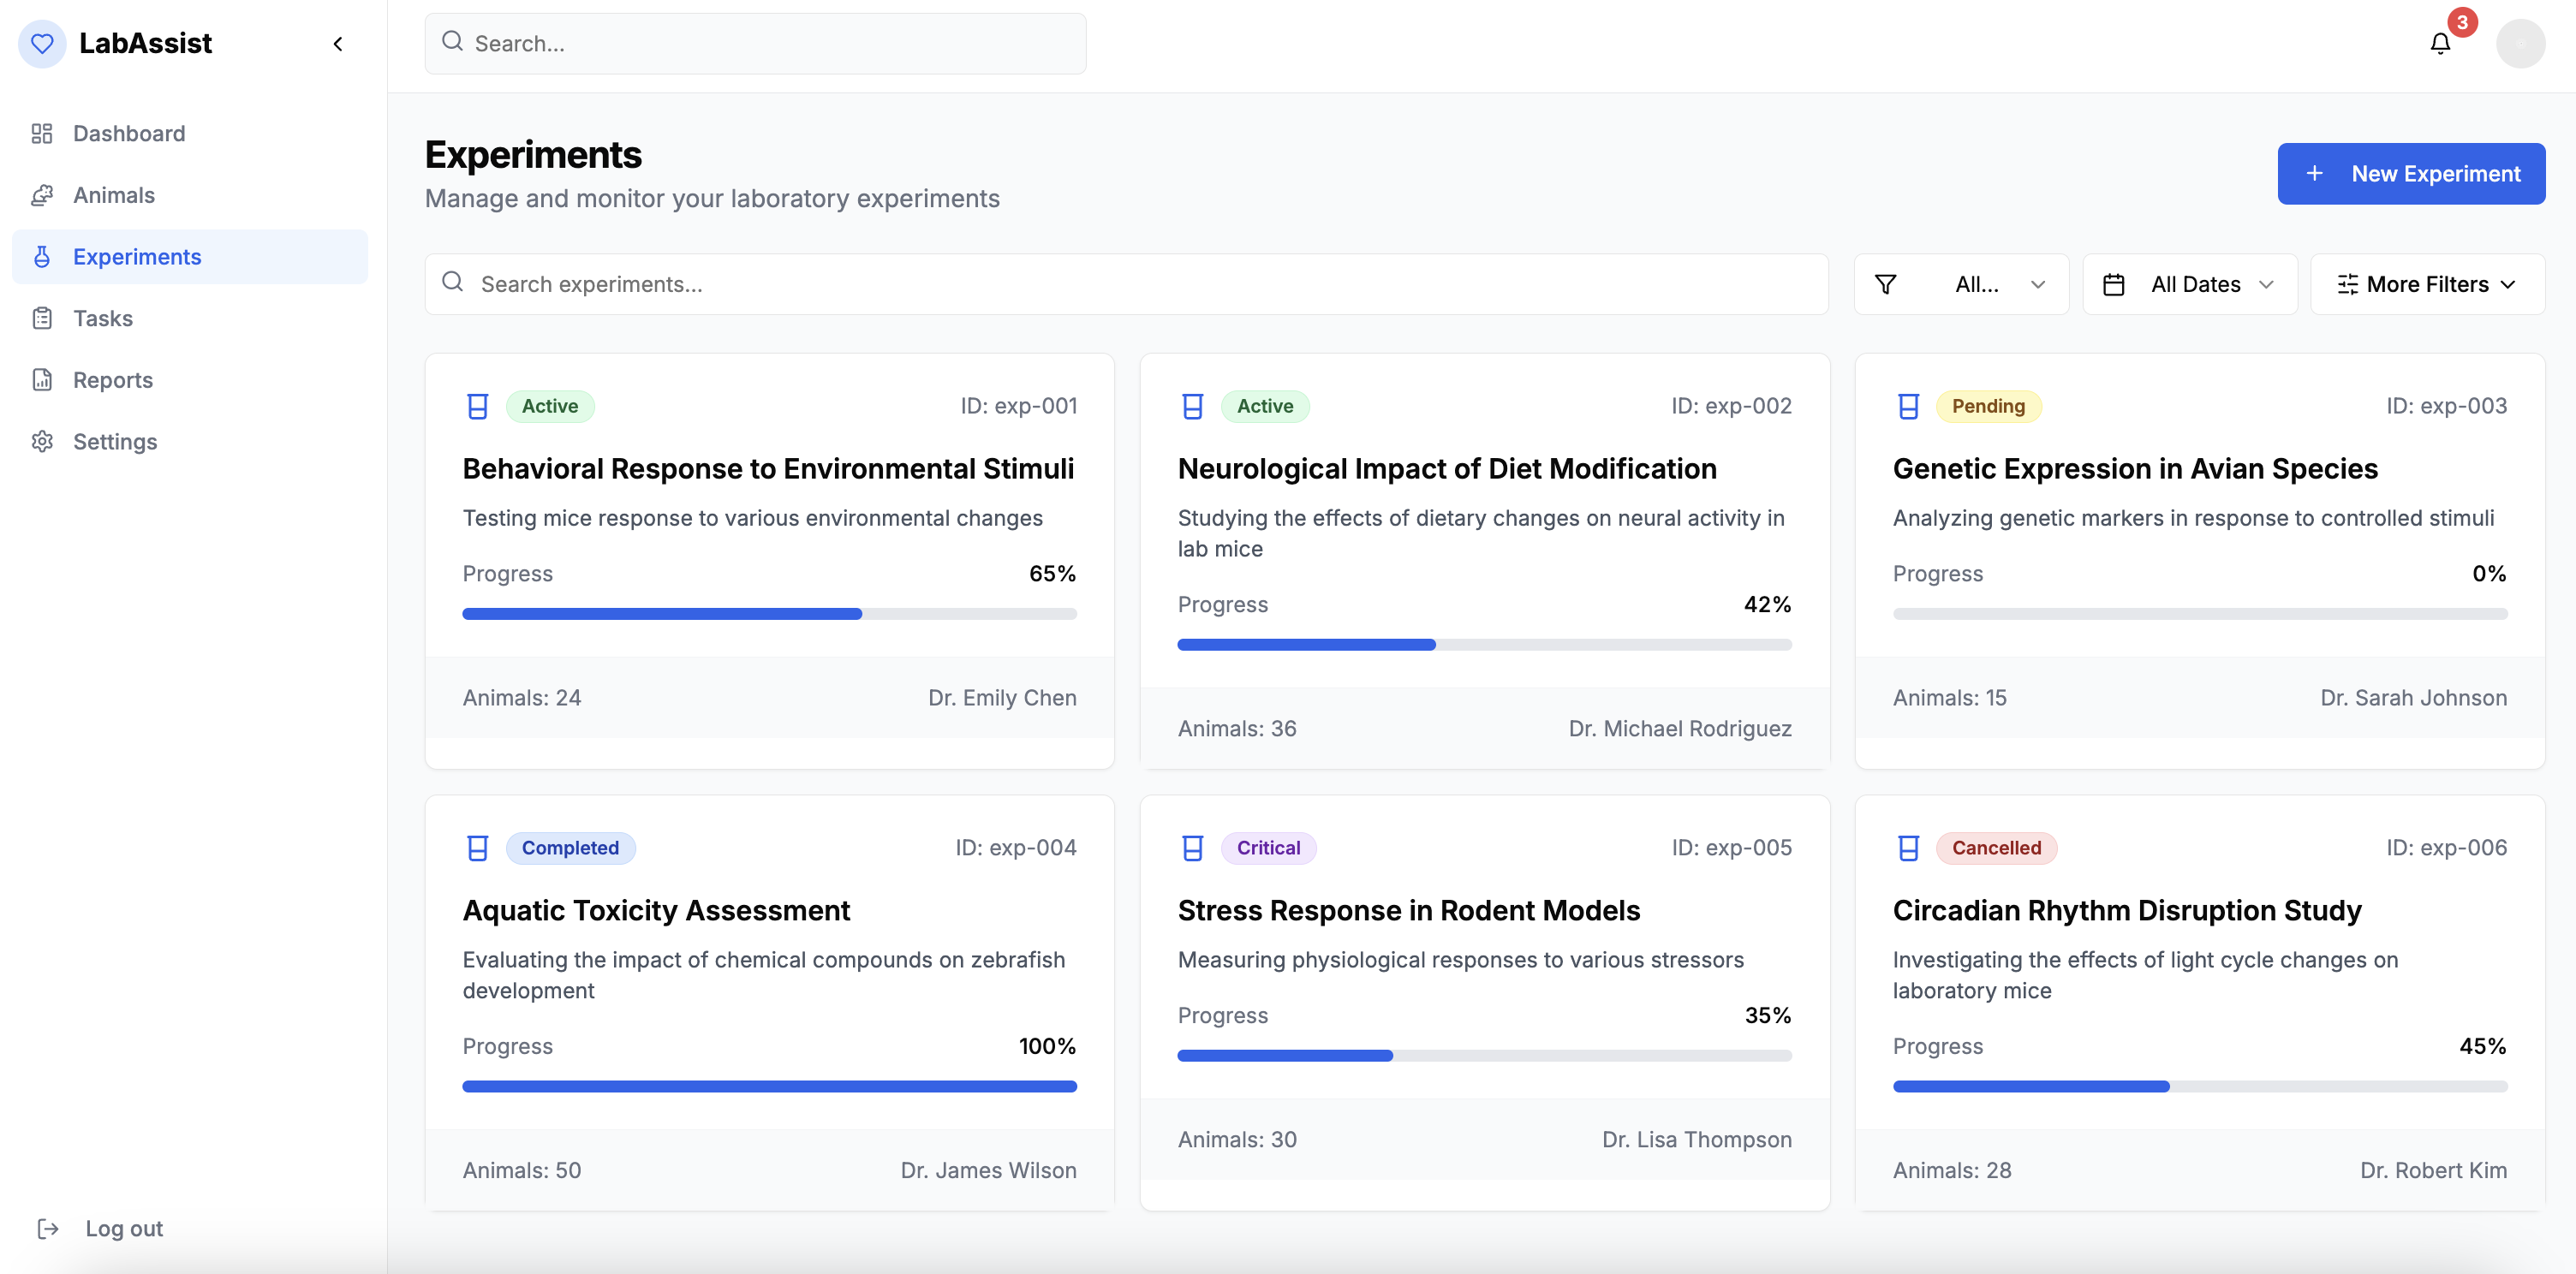 LabAssist
Search...
3
Dashboard
Animals
Experiments
Tasks
Reports
Settings
Log out
Experiments
Manage and monitor your laboratory experiments
New Experiment
Search experiments...
All...
All Dates
More Filters
Active
ID: exp-001
Behavioral Response to Environmental Stimuli
Testing mice response to various environmental changes
Progress
65%
Animals: 24
Dr. Emily Chen
Active
ID: exp-002
Neurological Impact of Diet Modification
Studying the effects of dietary changes on neural activity in
lab mice
Progress
42%
Animals: 36
Dr. Michael Rodriguez
Pending
ID: exp-003
Genetic Expression in Avian Species
Analyzing genetic markers in response to controlled stimuli
Progress
0%
Animals: 15
Dr. Sarah Johnson
Completed
ID: exp-004
Aquatic Toxicity Assessment
Evaluating the impact of chemical compounds on zebrafish
development
Progress
100%
Animals: 50
Dr. James Wilson
Critical
ID: exp-005
Stress Response in Rodent Models
Measuring physiological responses to various stressors
Progress
35%
Animals: 30
Dr. Lisa Thompson
Cancelled
ID: exp-006
Circadian Rhythm Disruption Study
Investigating the effects of light cycle changes on
laboratory mice
Progress
45%
Animals: 28
Dr. Robert Kim